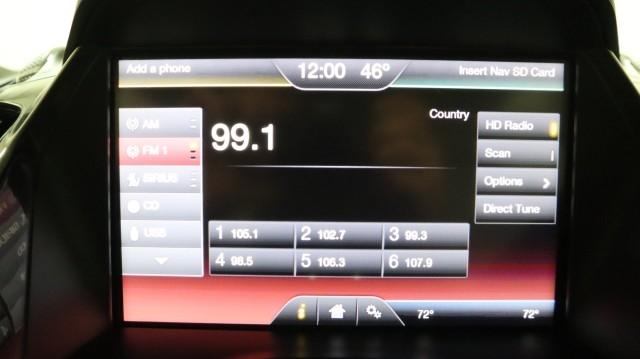 Add a phone
12:00 46°
Insert Nav SD Card
Country
99.1
AM
FM 1
SIRIUS
CD
USB
HD Radio
Scan
Options
Direct Tune
1 105.1 2 102.7 3 99.3
4 98.5 5 106.3 6 107.9
72° 72°